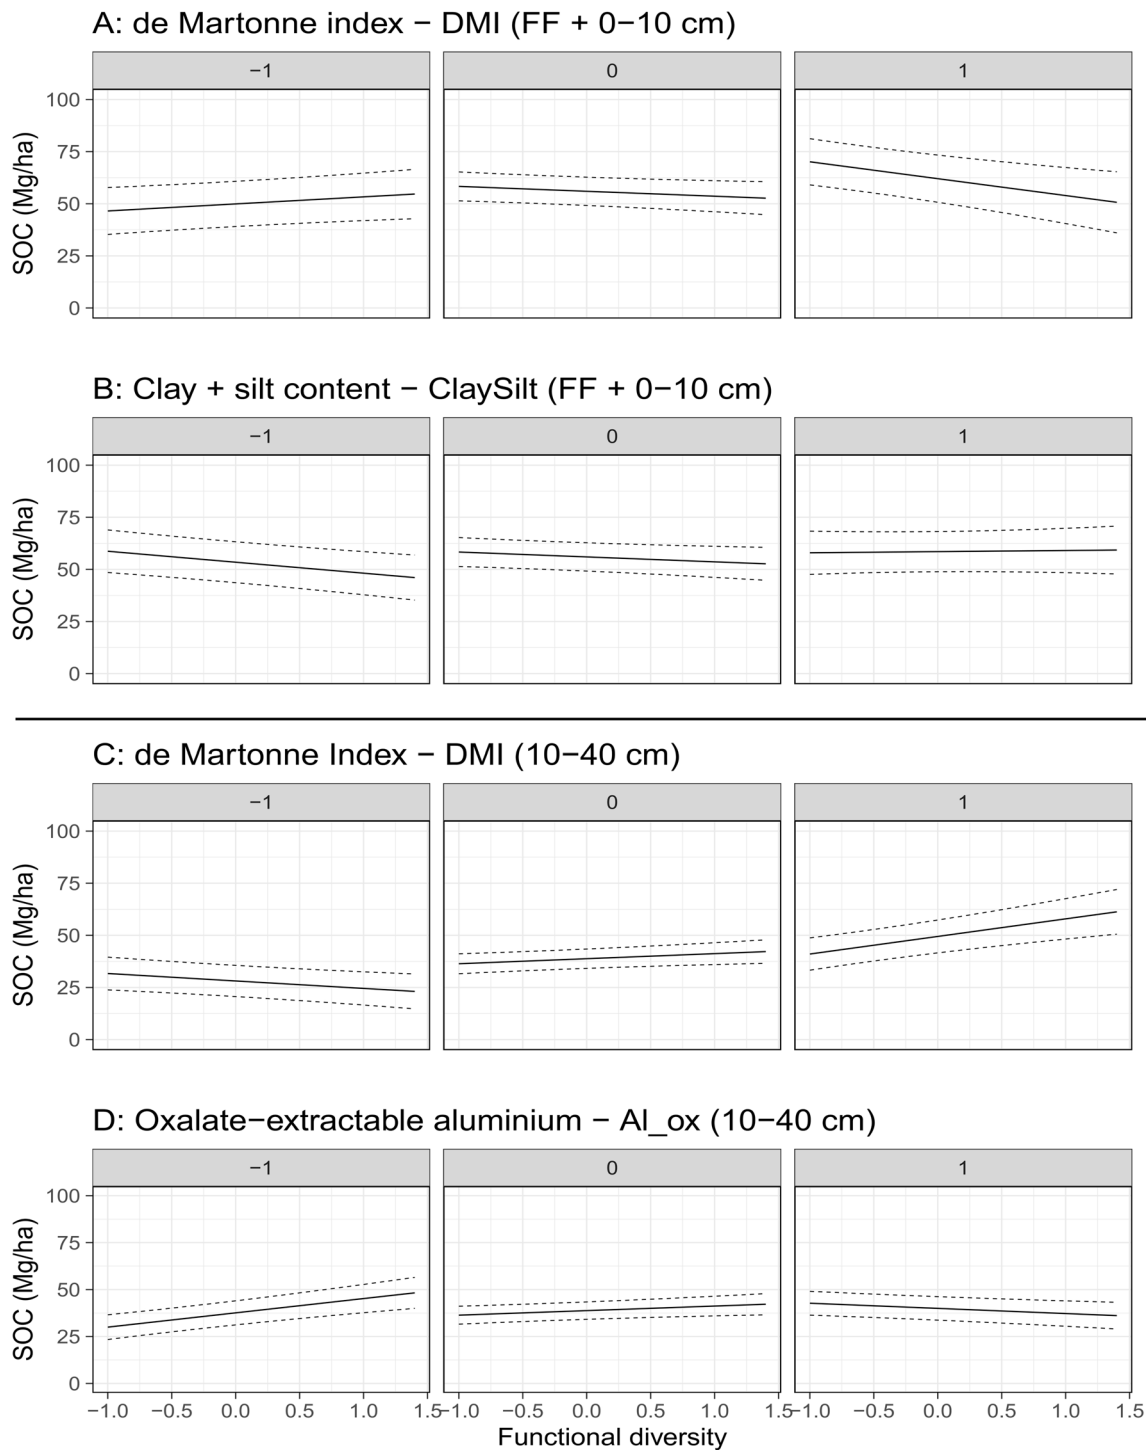 A: de Martonne index − DMI (FF + 0−10 cm)
−1 0 1
SOC (Mg/ha)
100
75
50
25
0
B: Clay + silt content − ClaySilt (FF + 0−10 cm)
−1 0 1
SOC (Mg/ha)
100
75
50
25
0
C: de Martonne Index − DMI (10−40 cm)
−1 0 1
SOC (Mg/ha)
100
75
50
25
0
D: Oxalate−extractable aluminium − Al_ox (10−40 cm)
−1 0 1
SOC (Mg/ha)
100
75
50
25
0
−1.0 −0.5 0.0 0.5 1.0 1.5 −1.0 −0.5 0.0 0.5 1.0 1.5 −1.0 −0.5 0.0 0.5 1.0 1.5
Functional diversity